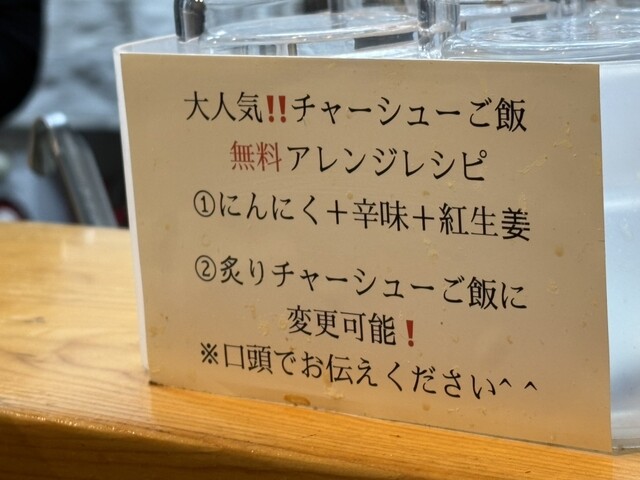 大人気‼️チャーシューご飯
無料アレンジレシピ
①にんにく＋辛味＋紅生姜
②炙りチャーシューご飯に
変更可能❗
※口頭でお伝えください^ ^